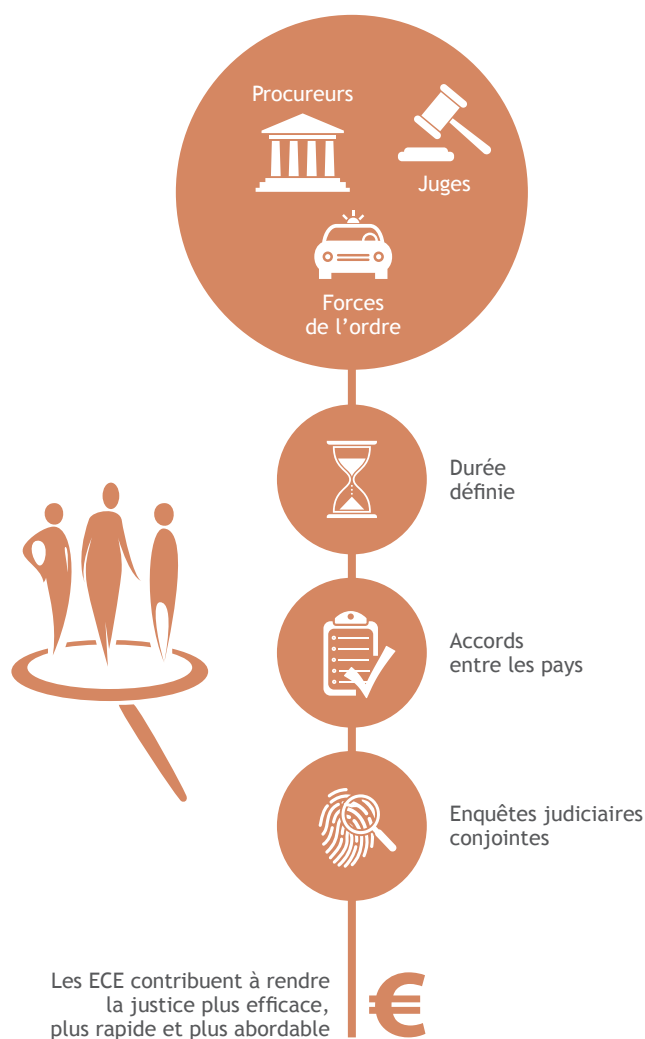 Procureurs
Juges
Forces
de l’ordre
Durée
définie
Accords
entre les pays
Enquêtes judiciaires
conjointes
Les ECE contribuent à rendre
la justice plus efficace,
plus rapide et plus abordable
€